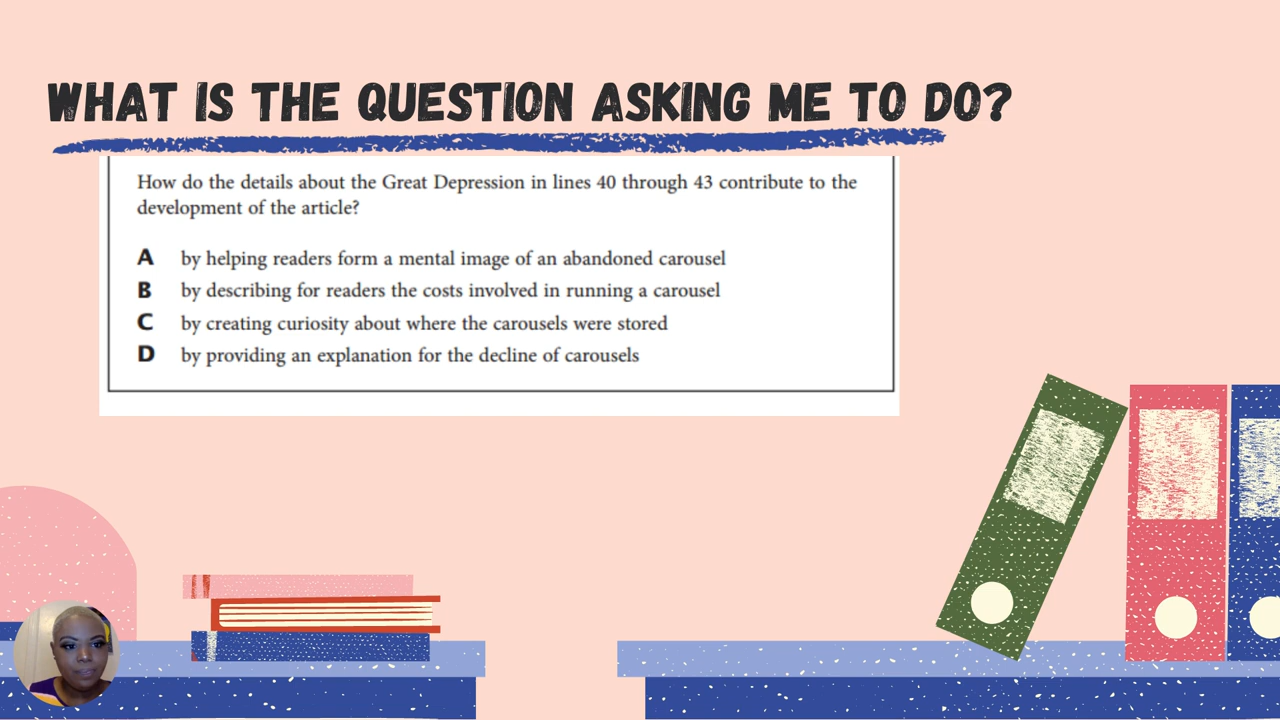 WHAT IS THE QUESTION ASKING ME TO DO?
How do the details about the Great Depression in lines 40 through 43 contribute to the
development of the article?
A by helping readers form a mental image of an abandoned carousel
B by describing for readers the costs involved in running a carousel
C by creating curiosity about where the carousels were stored
D by providing an explanation for the decline of carousels